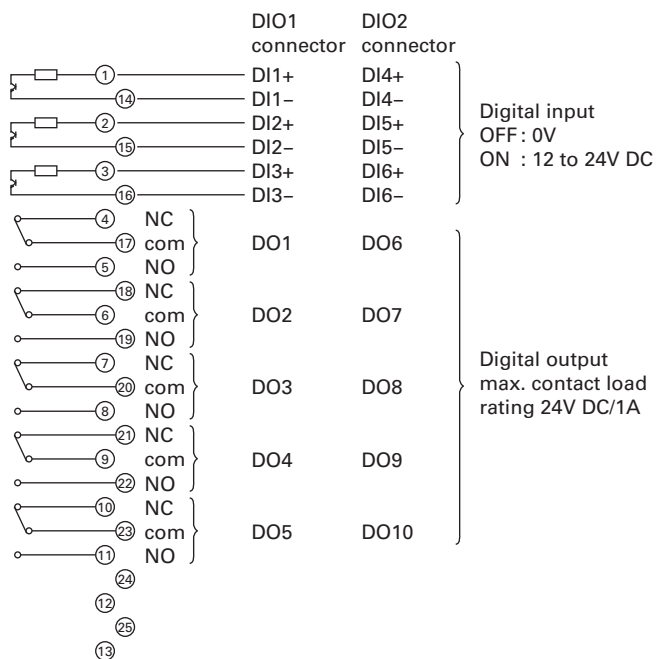 DIO1 DIO2
connector connector
1 DI1+ DI4+
14 DI1– DI4–
2 DI2+ DI5+
15 DI2– DI5–
3 DI3+ DI6+
16 DI3– DI6–
Digital input
OFF : 0V
ON : 12 to 24V DC
4 NC
17 com DO1 DO6
5 NO
18 NC
6 com DO2 DO7
19 NO
7 NC
20 com DO3 DO8
8 NO
21 NC
9 com DO4 DO9
22 NO
10 NC
23 com DO5 DO10
11 NO
Digital output
max. contact load
rating 24V DC/1A
24
12
25
13